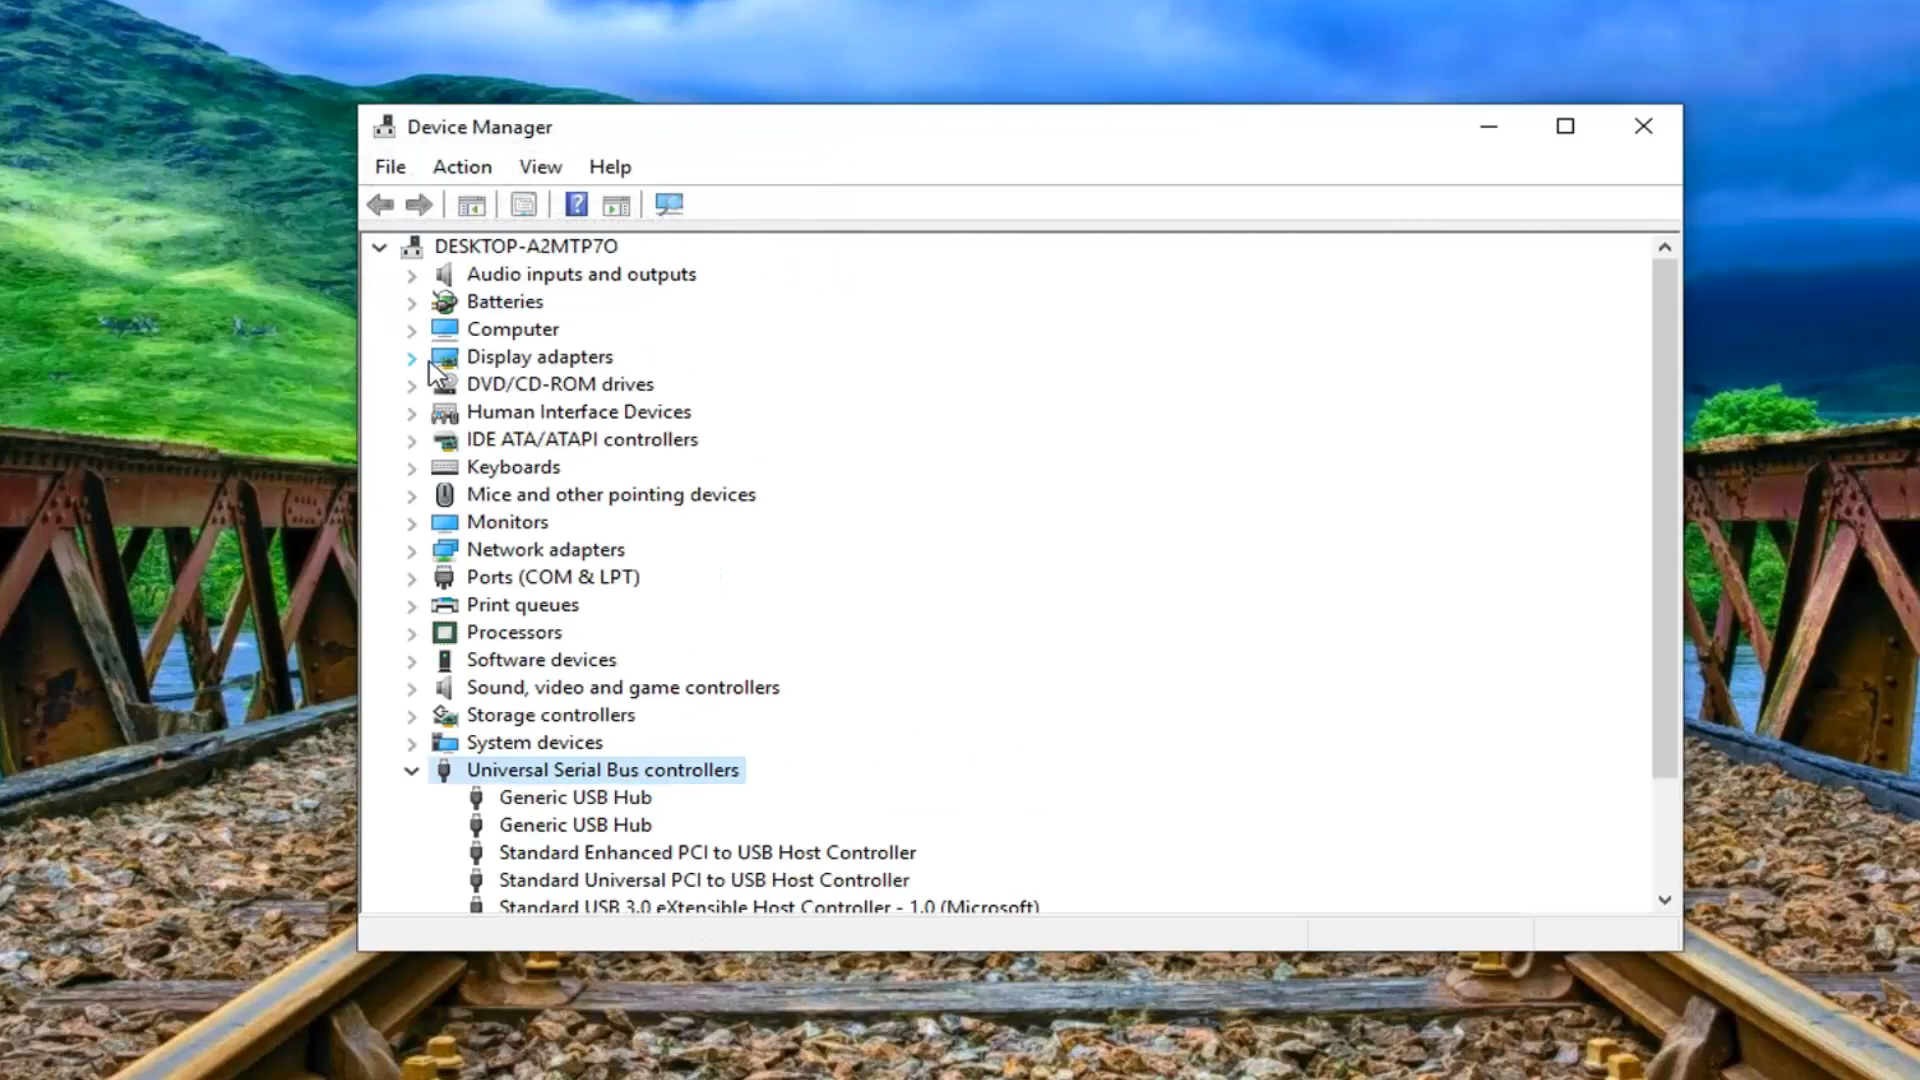 Device Manager
File Action View Help
DESKTOP-A2MTP7O
Audio inputs and outputs
Batteries
Computer
Display adapters
DVD/CD-ROM drives
Human Interface Devices
IDE ATA/ATAPI controllers
Keyboards
Mice and other pointing devices
Monitors
Network adapters
Ports (COM & LPT)
Print queues
Processors
Software devices
Sound, video and game controllers
Storage controllers
System devices
Universal Serial Bus controllers
Generic USB Hub
Generic USB Hub
Standard Enhanced PCI to USB Host Controller
Standard Universal PCI to USB Host Controller
Standard USB 3.0 eXtensible Host Controller - 1.0 (Microsoft)